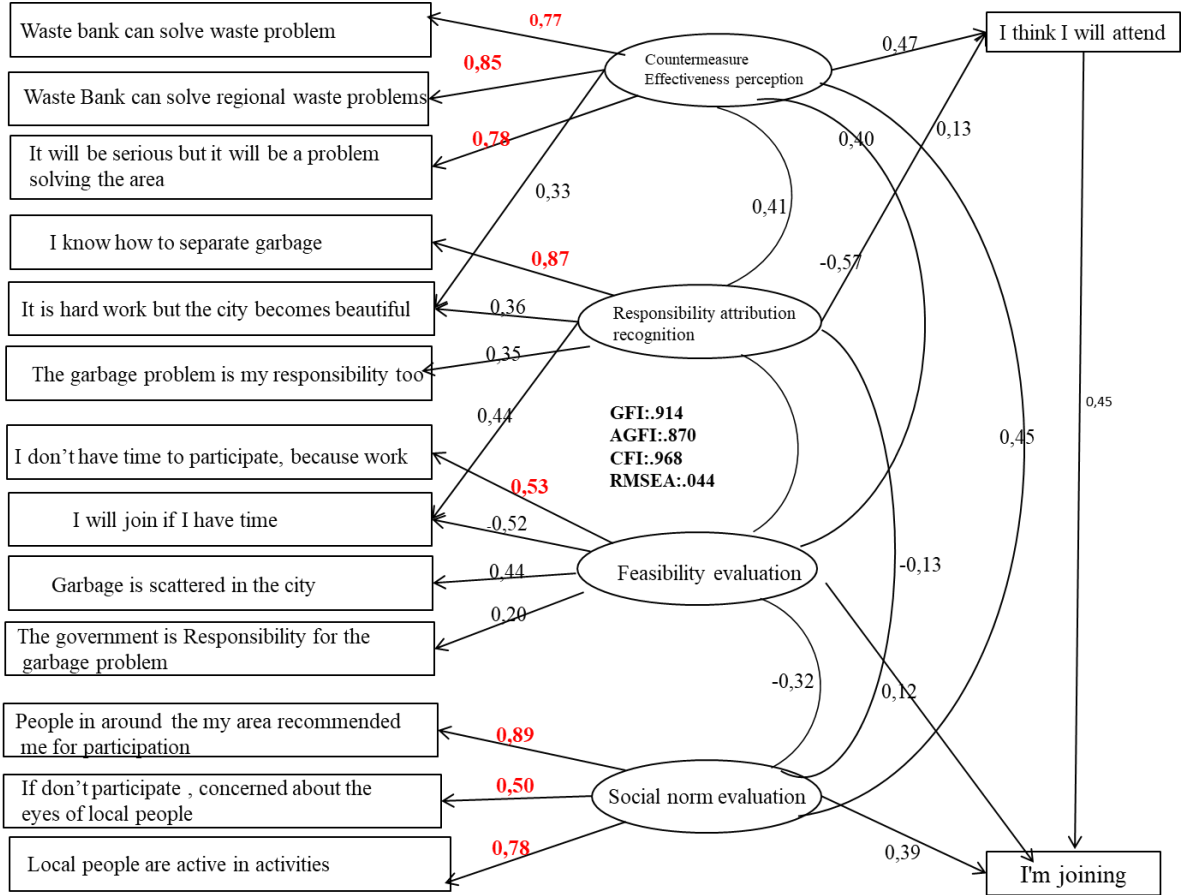 Waste bank can solve waste problem
0,77
Countermeasure
Effectiveness perception
0,47
I think I will attend
0,85
Waste Bank can solve regional waste problems
0,78
It will be serious but it will be a problem
solving the area
0,33
0,41
0,40
0,13
I know how to separate garbage
0,87
-0,57
It is hard work but the city becomes beautiful
0,36
Responsibility attribution
recognition
0,35
The garbage problem is my responsibility too
0,44
GFI:.914
AGFI:.870
CFI:.968
RMSEA:.044
0,45
0,45
I don't have time to participate, because work
0,53
I will join if I have time
-0,52
Garbage is scattered in the city
0,44
Feasibility evaluation
-0,13
0,20
The government is Responsibility for the
garbage problem
-0,32
0,12
People in around the my area recommended
me for participation
0,89
If don't participate , concerned about the
eyes of local people
0,50
Social norm evaluation
0,78
Local people are active in activities
0,39
I'm joining